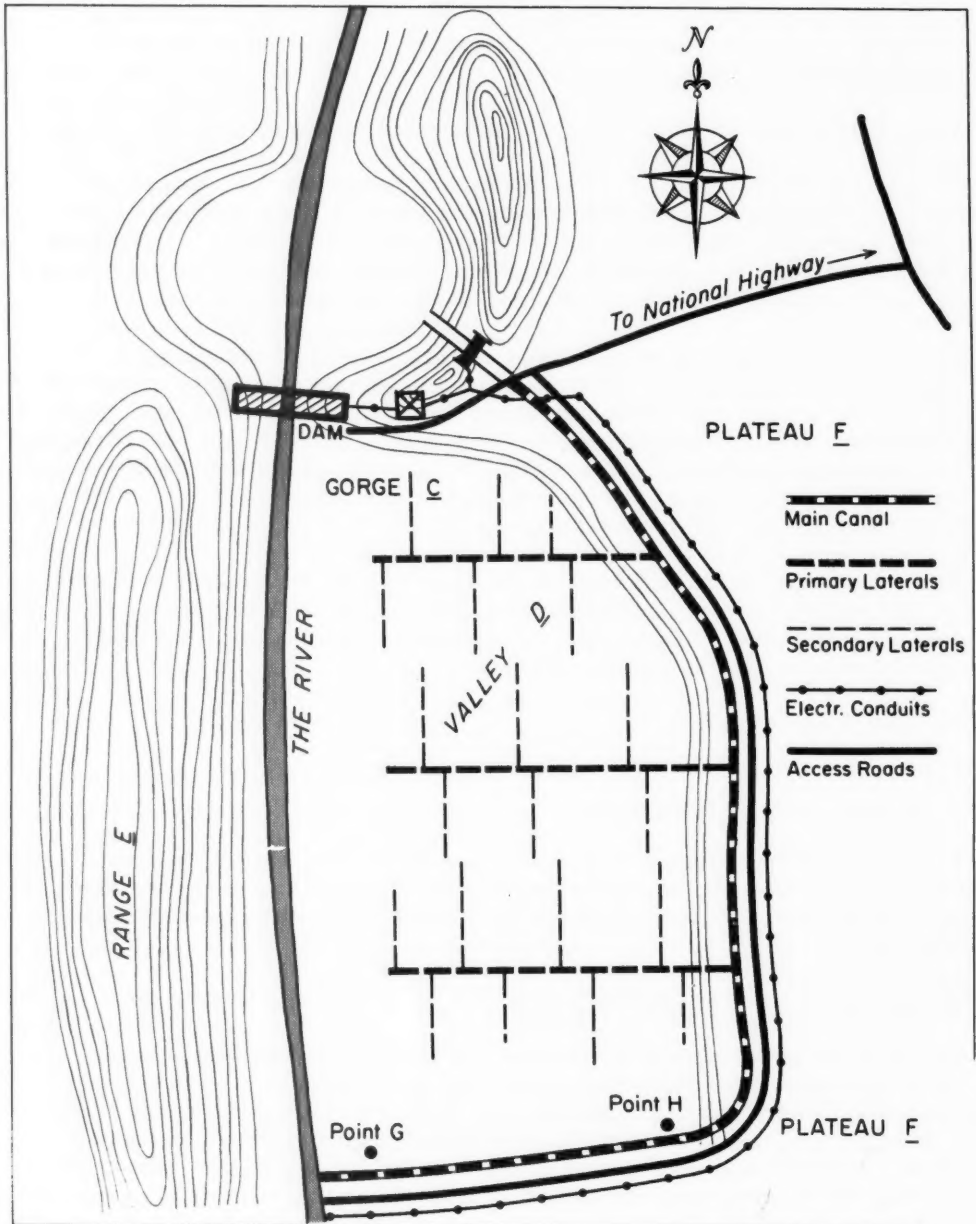 N
To National Highway
DAM
PLATEAU F
GORGE C
Main Canal
Primary Laterals
VALLEY D
Secondary Laterals
THE RIVER
Electr. Conduits
Access Roads
RANGE E
Point G
Point H
PLATEAU F